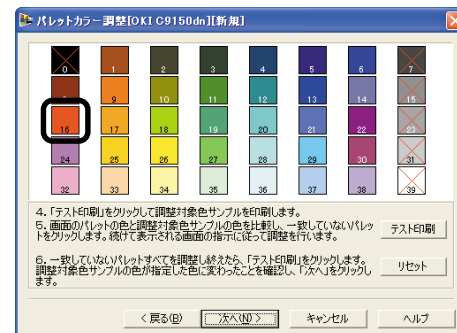 パレットカラー調整[OKI C9150dn][新規]
0 1 2 3 4 5 6 7
9 10 11 12 13 14 15
16 17 18 19 20 21 22 23
24 25 26 27 28 29 30 31
32 33 34 35 36 37 38 39
4.「テスト印刷」をクリックして調整対象色サンプルを印刷します。
5. 画面のパレットの色と調整対象色サンプルの色を比較し、一致していないパレッ
トをクリックします。続けて表示される画面の指示に従って調整を行います。
テスト印刷
6. 一致していないパレットすべてを調整し終えたら、「テスト印刷」をクリックします。
調整対象色サンプルの色が指定した色に変わったことを確認し、「次へ」をクリックし
ます。
リセット
< 戻る(B) 次へ(N) > キャンセル ヘルプ